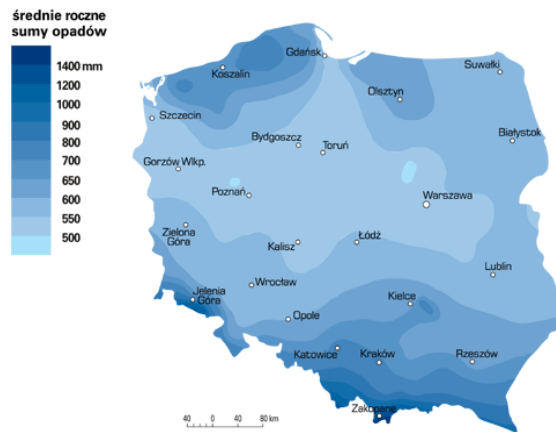 średnie roczne
sumy opadów
1400 mm
1200
1000
900
800
700
650
600
550
500
Gdańsk
Koszalin
Suwałki
Olsztyn
Szczecin
Białystok
Bydgoszcz
Toruń
Gorzów Wlkp.
Poznań
Warszawa
Zielona
Góra
Kalisz
Łódź
Lublin
Wrocław
Jelenia
Góra
Kielce
Opole
Katowice
Kraków
Rzeszów
Zakopane
40 0 40 80 km